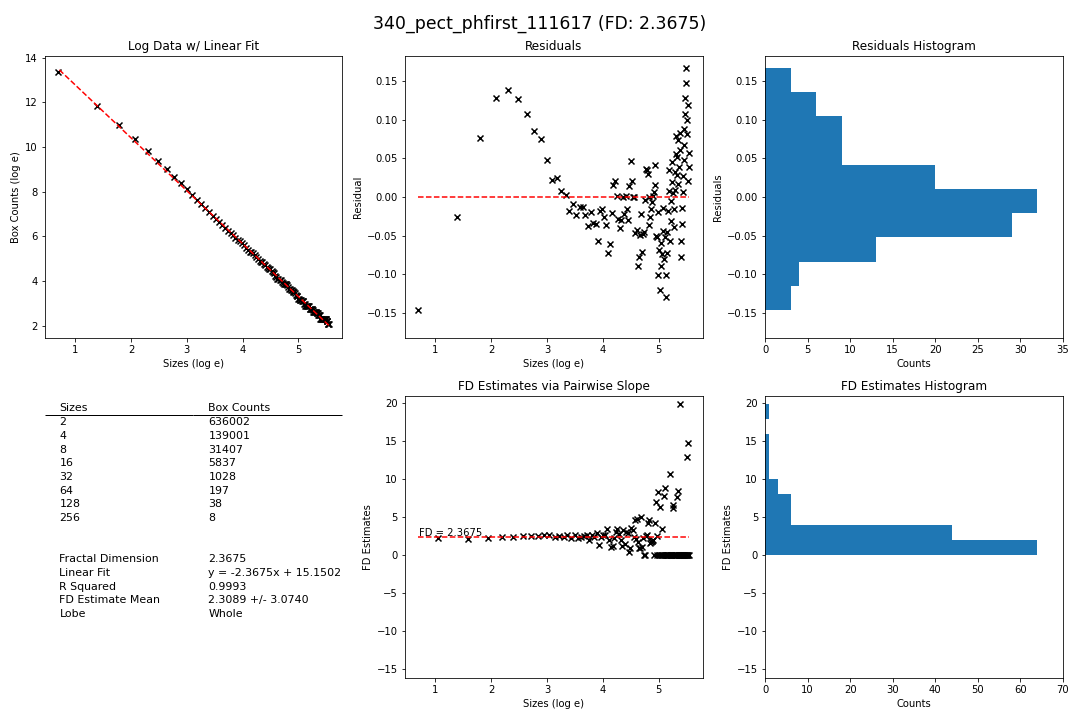 340_pect_phfirst_111617 (FD: 2.3675)
Log Data w/ Linear Fit
Box Counts (log e)
14
12
10
8
6
4
2
1 2 3 4 5
Sizes (log e)
Residuals
Residual
0.15
0.10
0.05
0.00
−0.05
−0.10
−0.15
1 2 3 4 5
Sizes (log e)
Residuals Histogram
Residuals
0.15
0.10
0.05
0.00
−0.05
−0.10
−0.15
0 5 10 15 20 25 30 35
Counts
Sizes Box Counts
2 636002
4 139001
8 31407
16 5837
32 1028
64 197
128 38
256 8
Fractal Dimension 2.3675
Linear Fit y = -2.3675x + 15.1502
R Squared 0.9993
FD Estimate Mean 2.3089 +/- 3.0740
Lobe Whole
FD Estimates via Pairwise Slope
FD Estimates
20
15
10
5
0
−5
−10
−15
FD = 2.3675
1 2 3 4 5
Sizes (log e)
FD Estimates Histogram
FD Estimates
20
15
10
5
0
−5
−10
−15
0 10 20 30 40 50 60 70
Counts